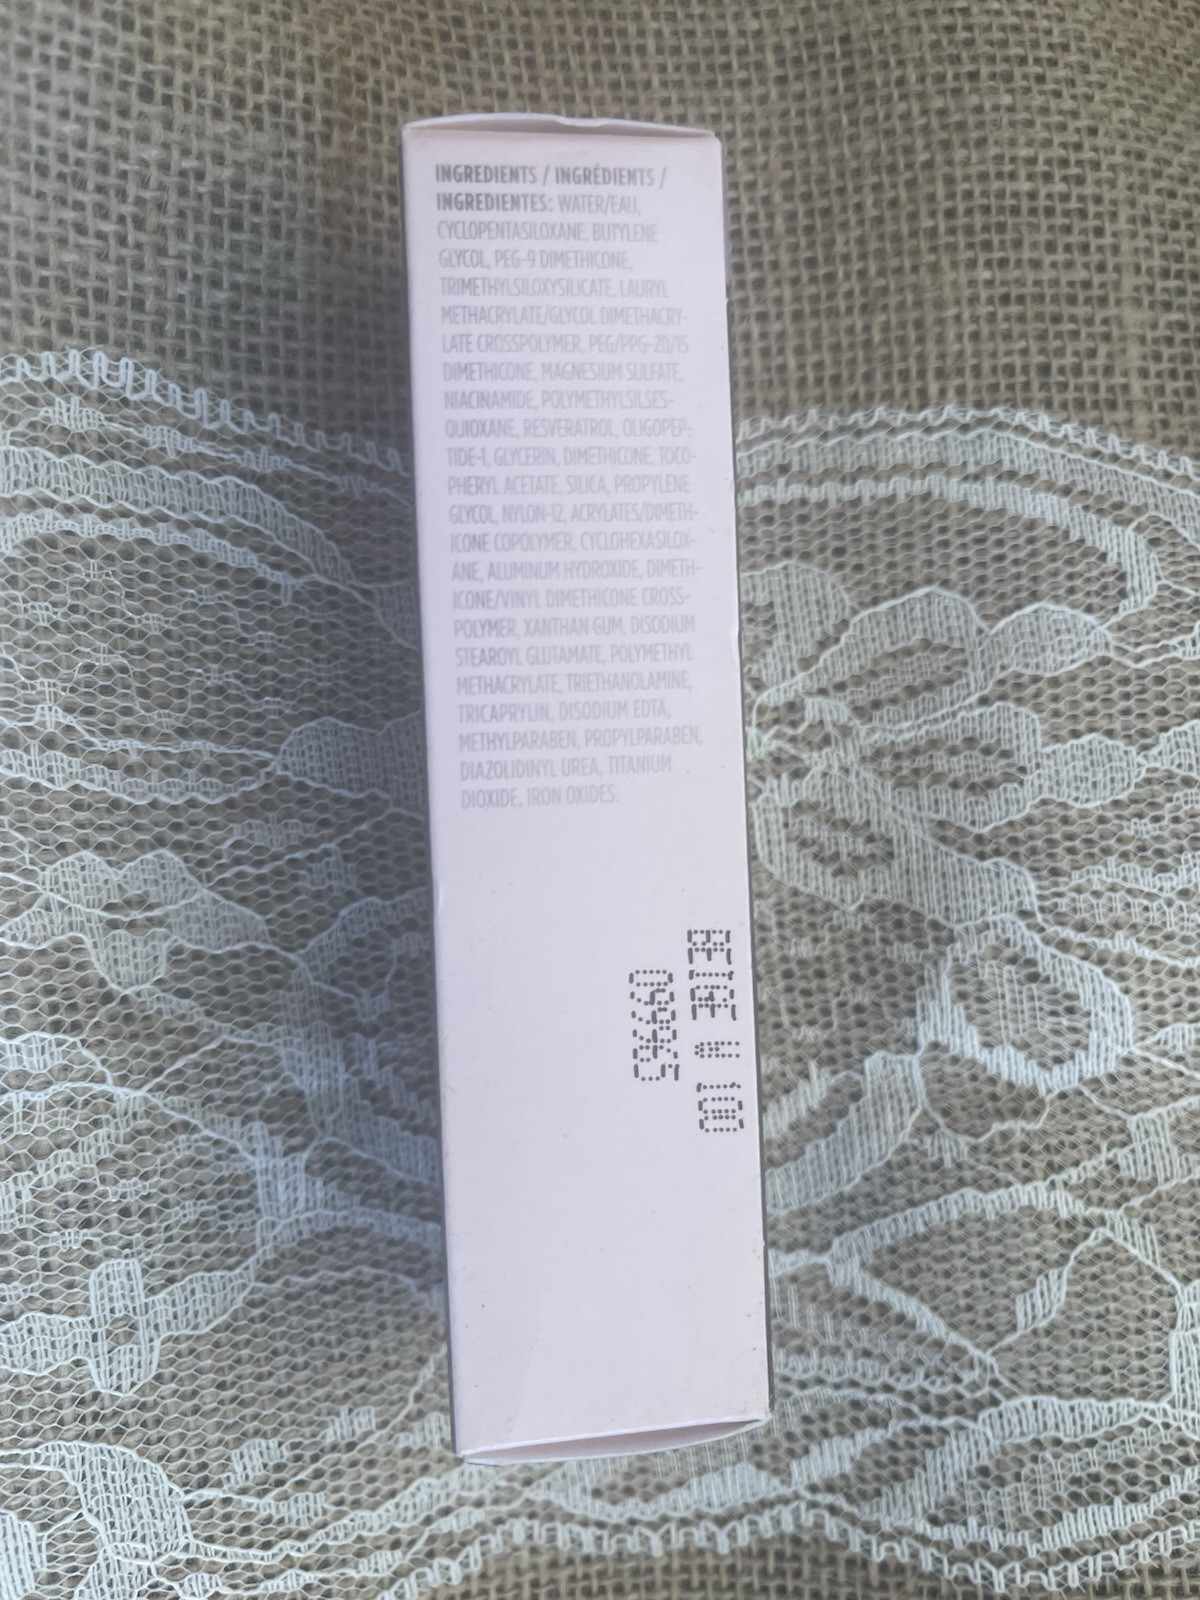 INGREDIENTS / INGRÉDIENTS /
INGREDIENTES: WATER/EAU,
CYCLOPENTASILOXANE, BUTYLENE
GLYCOL, PEG-9 DIMETHICONE,
TRIMETHYLSILOXYSILICATE, LAURYL
METHACRYLATE/GLYCOL DIMETHACRY-
LATE CROSSPOLYMER, PEG/PPG-20/15
DIMETHICONE, MAGNESIUM SULFATE,
NIACINAMIDE, POLYMETHYLSILSES-
QUIOXANE, RESVERATROL, OLIGOPEP-
TIDE-1, GLYCERIN, DIMETHICONE, TOCO-
PHERYL ACETATE, SILICA, PROPYLENE
GLYCOL, NYLON-12, ACRYLATES/DIMETH-
ICONE COPOLYMER, CYCLOHEXASILOX-
ANE, ALUMINUM HYDROXIDE, DIMETH-
ICONE/VINYL DIMETHICONE CROSS-
POLYMER, XANTHAN GUM, DISODIUM
STEAROYL GLUTAMATE, POLYMETHYL
METHACRYLATE, TRIETHANOLAMINE,
TRICAPRYLIN, DISODIUM EDTA,
METHYLPARABEN, PROPYLPARABEN,
DIAZOLIDINYL UREA, TITANIUM
DIOXIDE, IRON OXIDES.